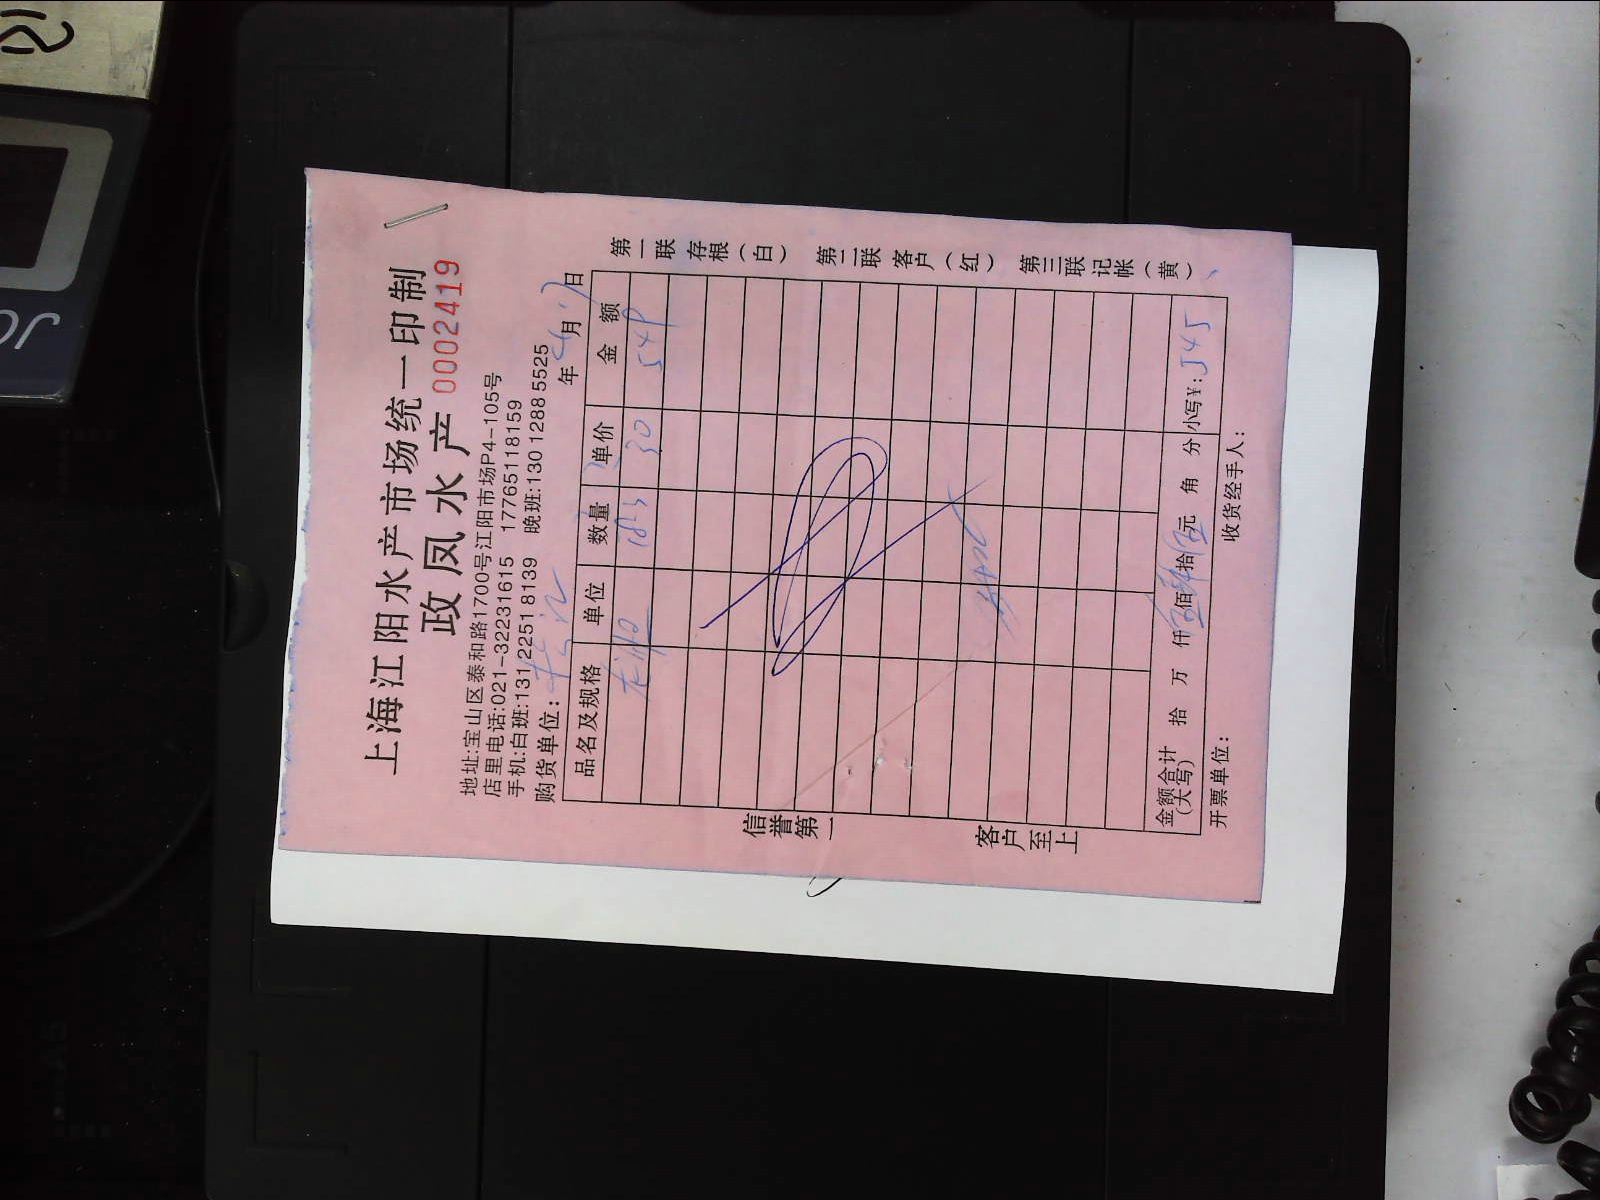 上海江阳水产市场统一印制
政凤水产 0002419
地址:宝山区泰和路1700号江阳市场P4-105号
店里电话:021-32231615 17765118159
手机:白班:131 2251 8139 晚班:130 1288 5525
购货单位: 年 月 日
品名及规格 单位 数量 单价 金额
30 549
金额合计(大写) 拾 万 仟 佰 拾 元 角 分 小写¥: 545
开票单位: 收货经手人:
第一联 存根(白) 第二联 客户(红) 第三联 记帐(黄)
信誉第一 客户至上